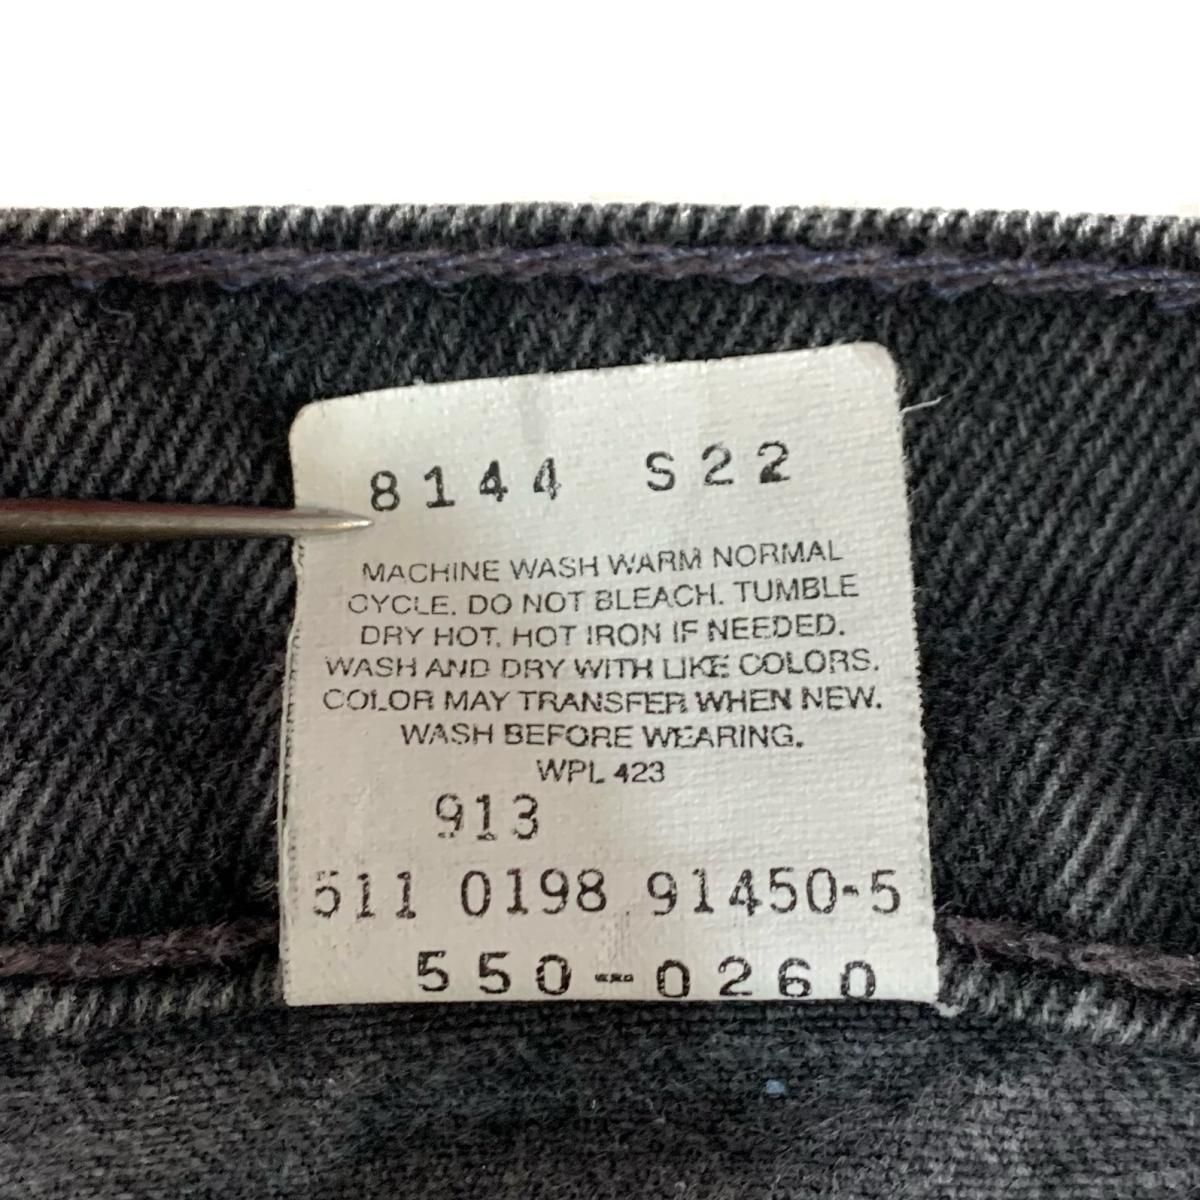 8144 S22
MACHINE WASH WARM NORMAL
CYCLE. DO NOT BLEACH. TUMBLE
DRY HOT. HOT IRON IF NEEDED.
WASH AND DRY WITH LIKE COLORS.
COLOR MAY TRANSFER WHEN NEW.
WASH BEFORE WEARING.
WPL 423
913
511 0198 91450-5
550-0260